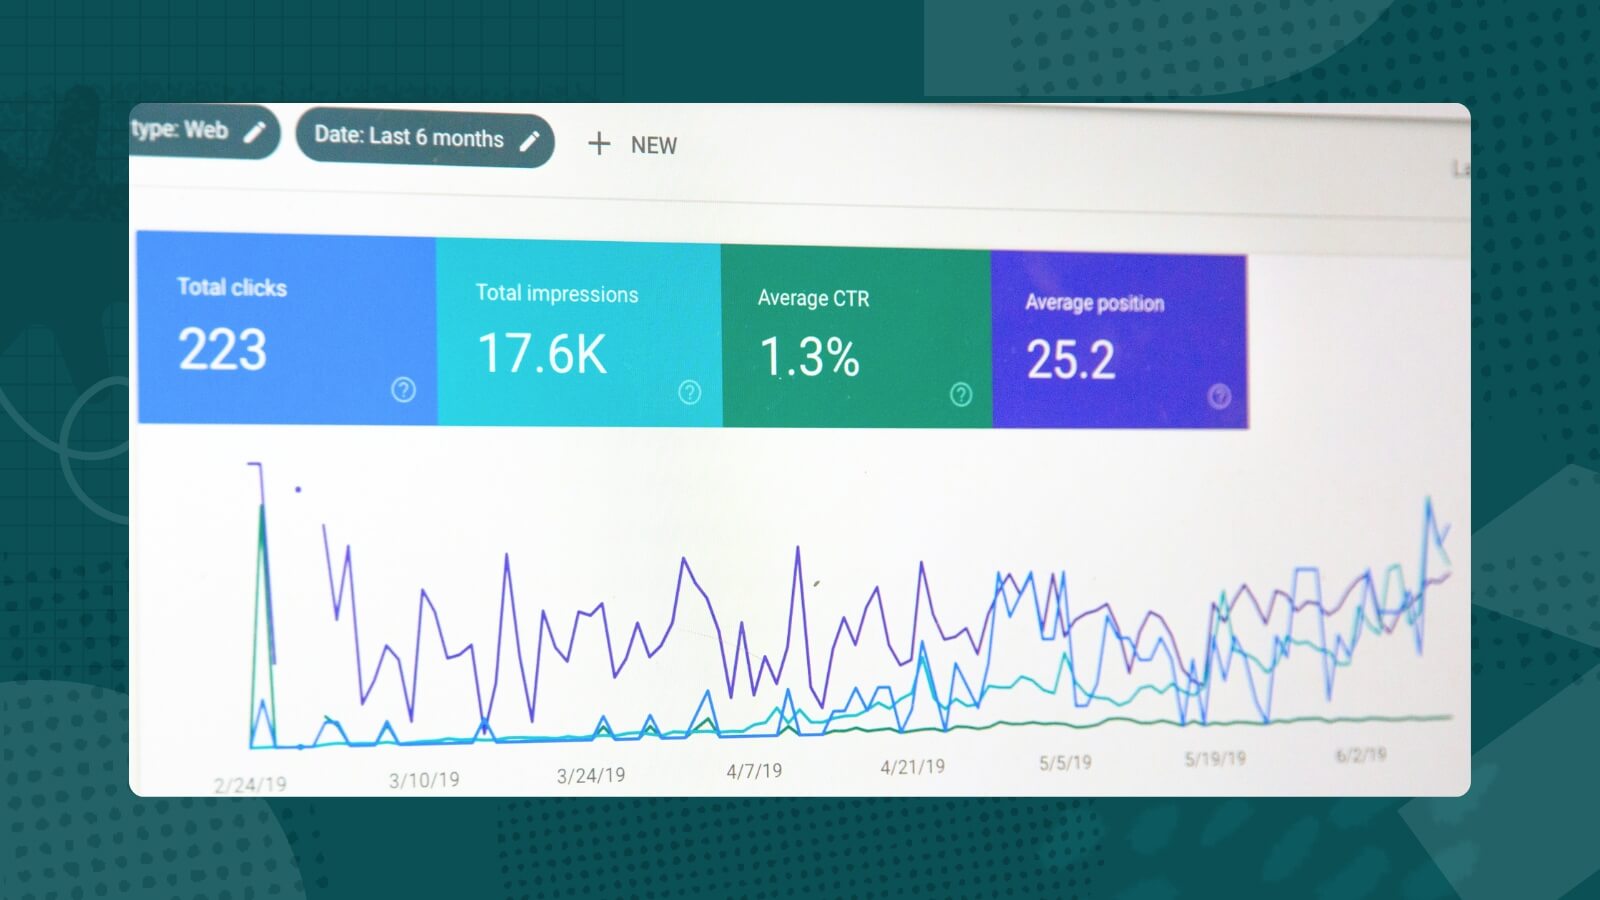 type: Web
Date: Last 6 months
+ NEW
Total clicks
Total impressions
Average CTR
Average position
223
17.6K
1.3%
25.2
2/24/19
3/10/19
3/24/19
4/7/19
4/21/19
5/5/19
5/19/19
6/2/19